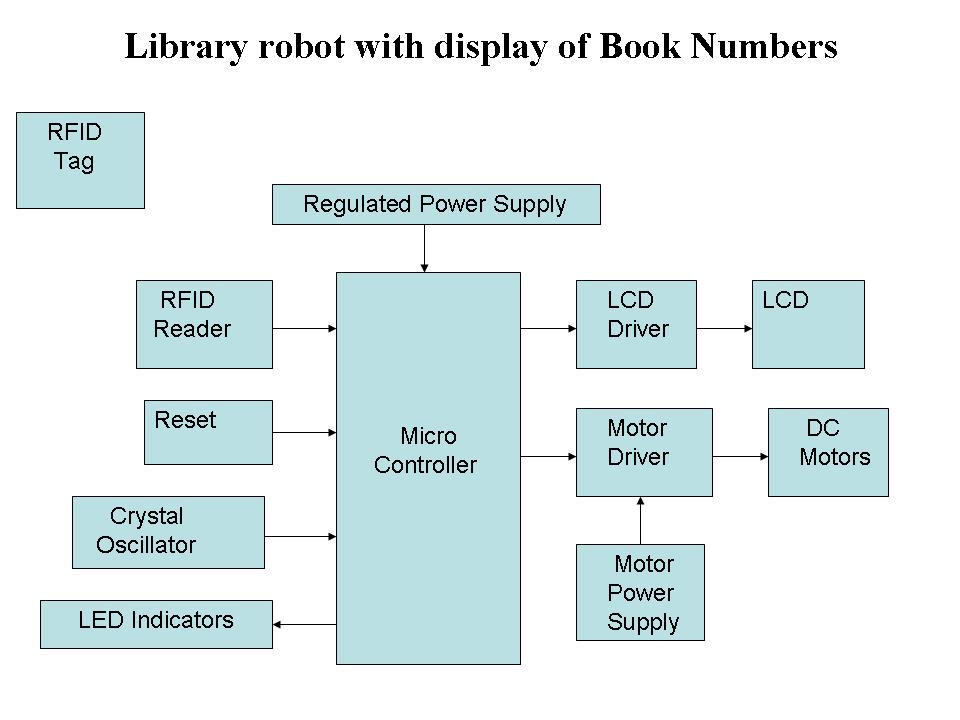 Library robot with display of Book Numbers
RFID
Tag
Regulated Power Supply
RFID
Reader
LCD
Driver
LCD
Reset
Micro
Controller
Motor
Driver
DC
Motors
Crystal
Oscillator
Motor
Power
Supply
LED Indicators